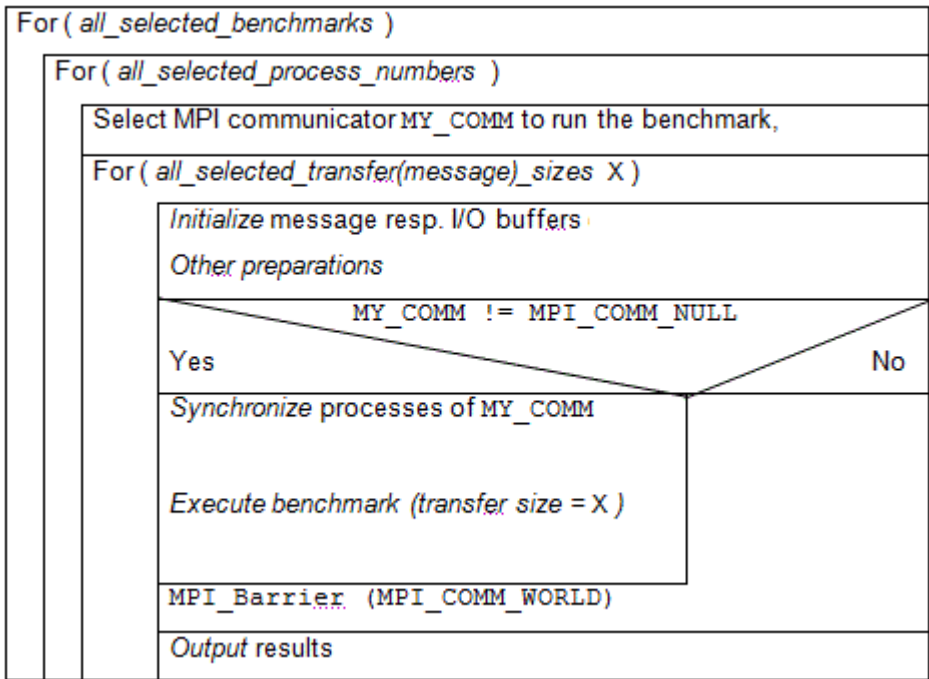 For ( all_selected_benchmarks )
For ( all_selected_process_numbers )
Select MPI communicator MY_COMM to run the benchmark,
For ( all_selected_transfer(message)_sizes X )
Initialize message resp. I/O buffers
Other preparations
MY_COMM != MPI_COMM_NULL
Yes No
Synchronize processes of MY_COMM
Execute benchmark (transfer size = X )
MPI_Barrier (MPI_COMM_WORLD)
Output results